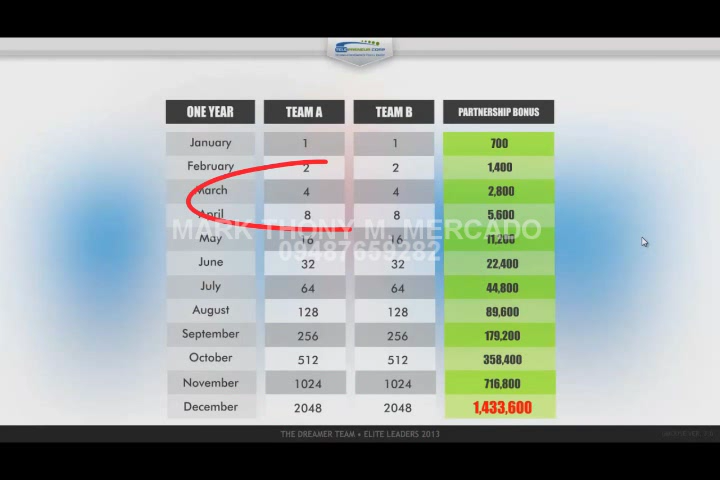 TELEPRENEUR CORP
ONE YEAR TEAM A TEAM B PARTNERSHIP BONUS
January 1 1 700
February 2 2 1,400
March 4 4 2,800
April 8 8 5,600
MARK THONY M. MERCADO
May 16 16 11,200
09487659282
June 32 32 22,400
July 64 64 44,800
August 128 128 89,600
September 256 256 179,200
October 512 512 358,400
November 1024 1024 716,800
December 2048 2048 1,433,600
THE DREAMER TEAM • ELITE LEADERS 2013